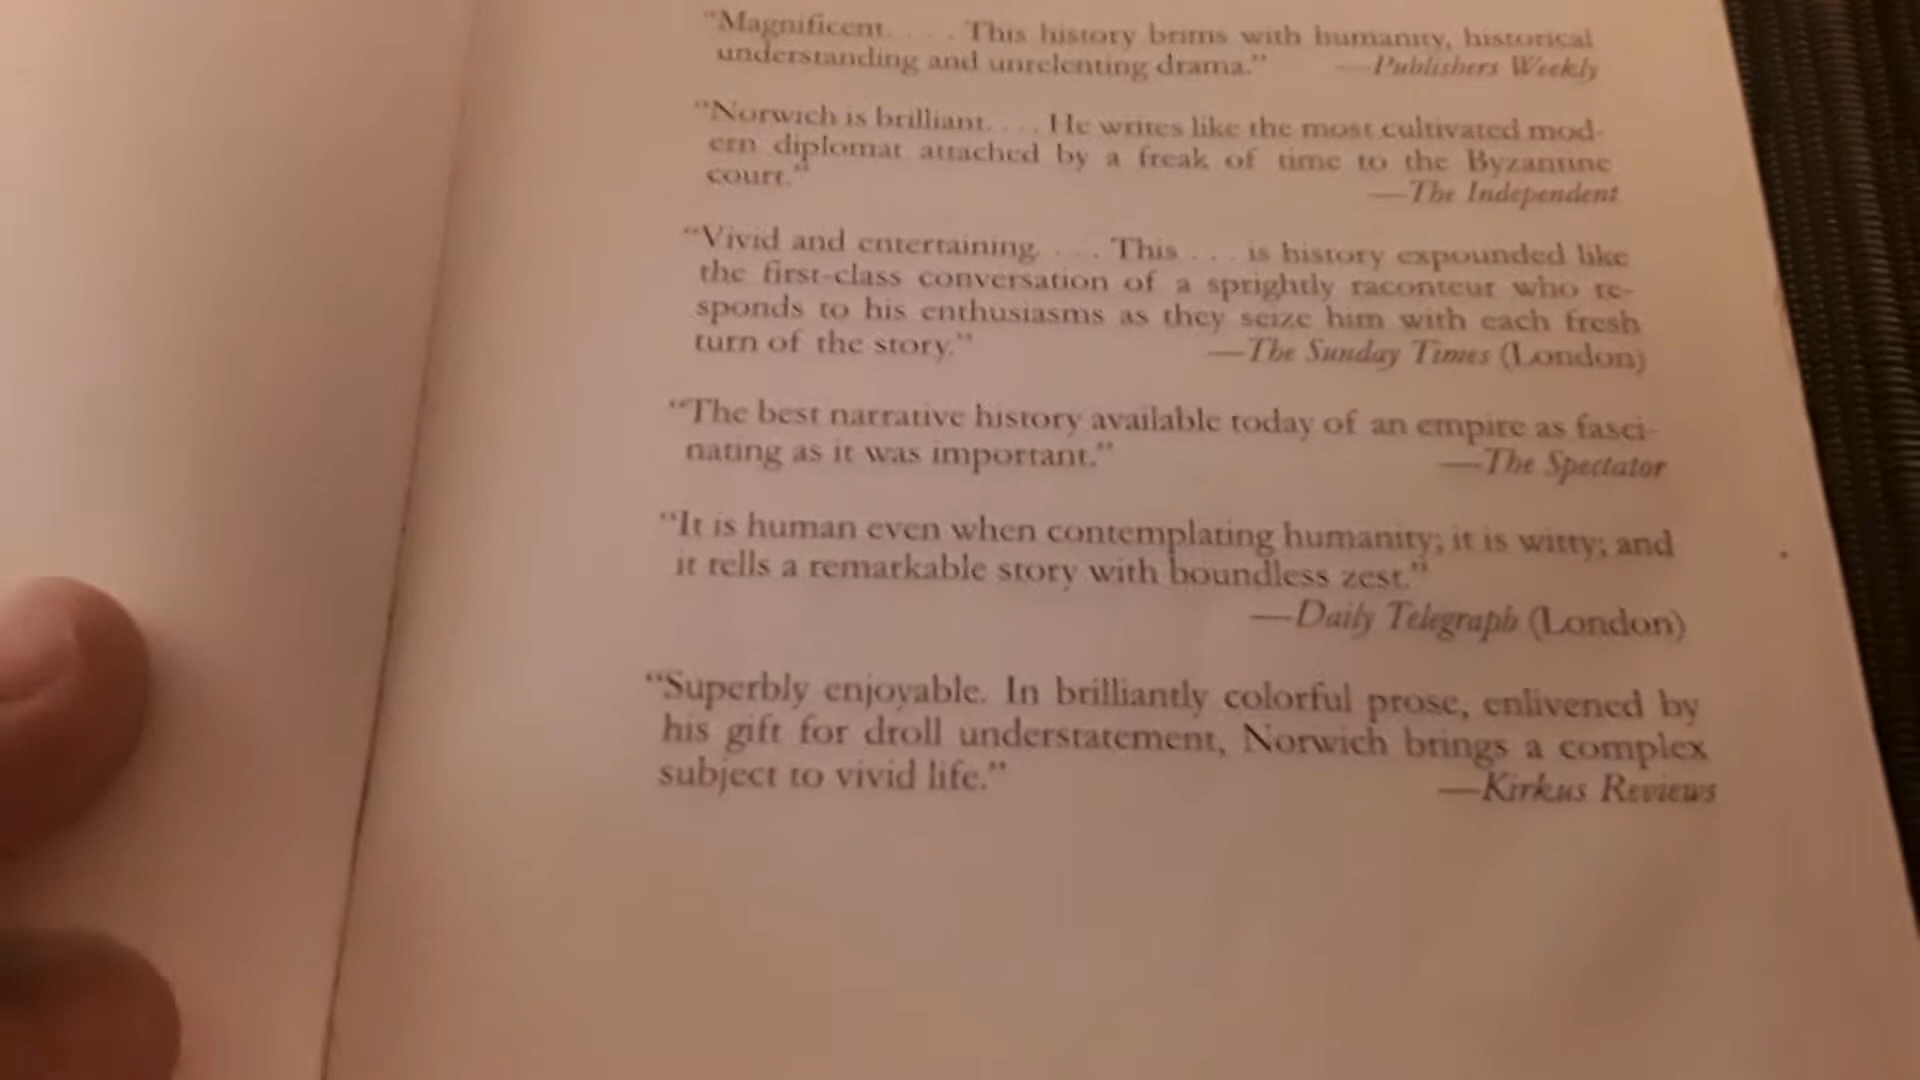 “Magnificent. . . . This history brims with humanity, historical
understanding and unrelenting drama.” —Publishers Weekly
“Norwich is brilliant. . . . He writes like the most cultivated mod-
ern diplomat attached by a freak of time to the Byzantine
court.”
—The Independent
“Vivid and entertaining. . . . This . . . is history expounded like
the first-class conversation of a sprightly raconteur who re-
sponds to his enthusiasms as they seize him with each fresh
turn of the story.” —The Sunday Times (London)
“The best narrative history available today of an empire as fasci-
nating as it was important.” —The Spectator
“It is human even when contemplating humanity; it is witty; and
it tells a remarkable story with boundless zest.”
—Daily Telegraph (London)
“Superbly enjoyable. In brilliantly colorful prose, enlivened by
his gift for droll understatement, Norwich brings a complex
subject to vivid life.” —Kirkus Reviews